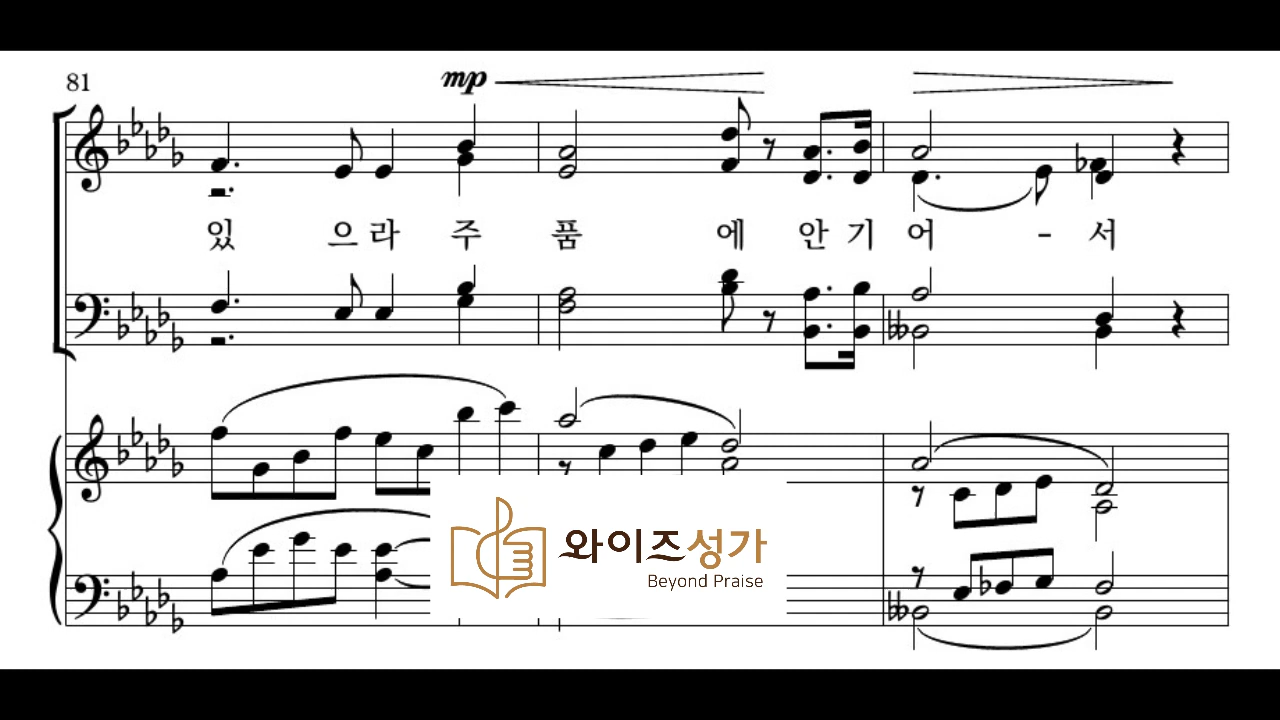 81
mp
있 으 라 주 품 에 안 기 어 - 서
와이즈성가
Beyond Praise